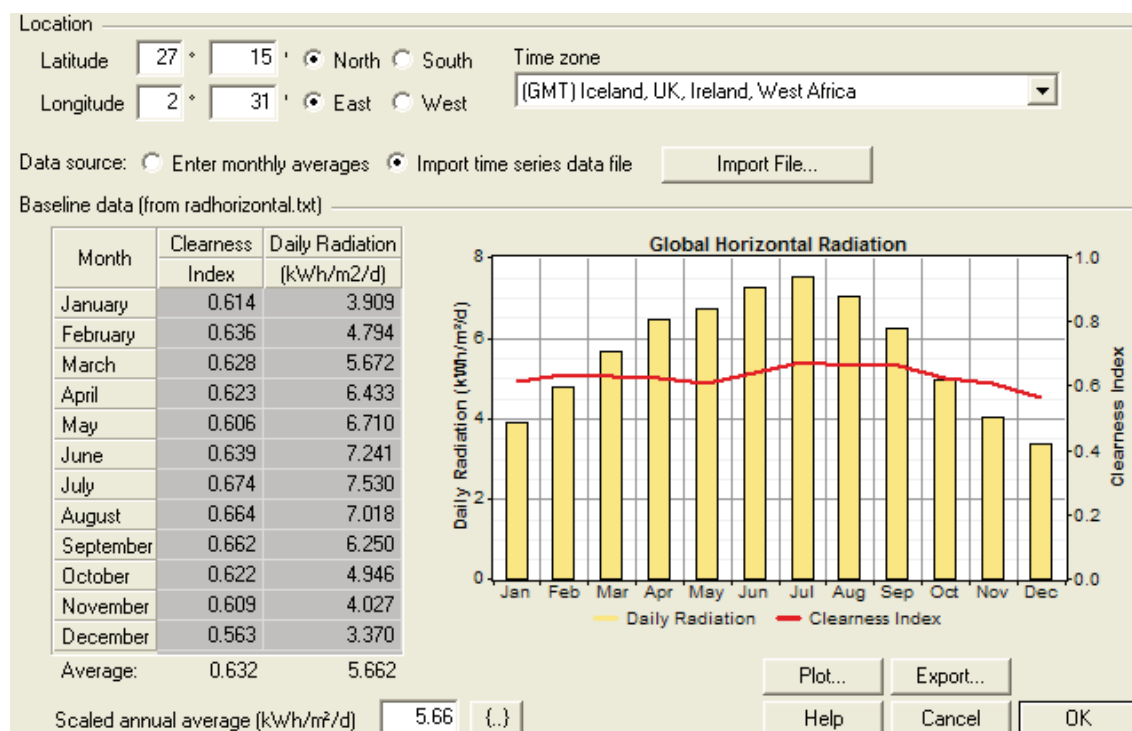 Location
Latitude 27 ° 15 ' North South
Time zone
(GMT) Iceland, UK, Ireland, West Africa
Longitude 2 ° 31 ' East West
Data source: Enter monthly averages Import time series data file Import File...
Baseline data (from radhorizontal.txt)
Month Clearness Index Daily Radiation (kWh/m2/d)
January 0.614 3.909
February 0.636 4.794
March 0.628 5.672
April 0.623 6.433
May 0.606 6.710
June 0.639 7.241
July 0.674 7.530
August 0.664 7.018
September 0.662 6.250
October 0.622 4.946
November 0.609 4.027
December 0.563 3.370
Average: 0.632 5.662
Scaled annual average (kWh/m²/d) 5.66 {..}
Global Horizontal Radiation
Daily Radiation (kWh/m²/d)
8
6
4
2
0
1.0
0.8
0.6
0.4
0.2
0.0
Clearness Index
Jan Feb Mar Apr May Jun Jul Aug Sep Oct Nov Dec
Daily Radiation Clearness Index
Plot... Export...
Help Cancel OK